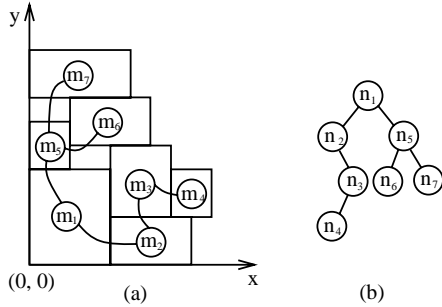 y
m₇
m₆
m₅
m₃
m₄
m₁
m₂
(0, 0)
(a)
x
n₁
n₂
n₅
n₃
n₆
n₇
n₄
(b)